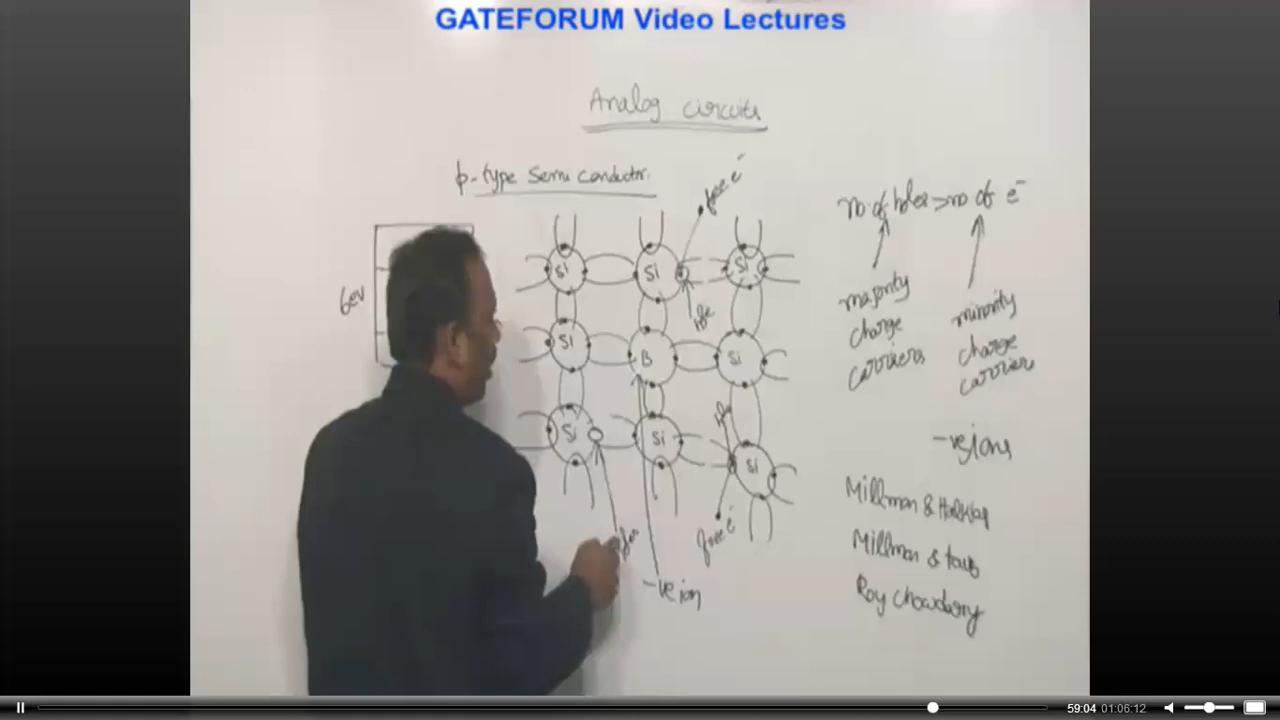 GATEFORUM Video Lectures
Analog circuits
p-type Semi conductor.
free e⁻
no of holes > no of e⁻
Si
Si
Si
6ev
hole
majority
charge
carriers
minority
charge
carrier
Si
B
Si
hole
Si
Si
Si
-ve ions
Millman & Halkias
free e⁻
Millman & taub
-ve ion
Roy chowdary
59:04 01:06:12